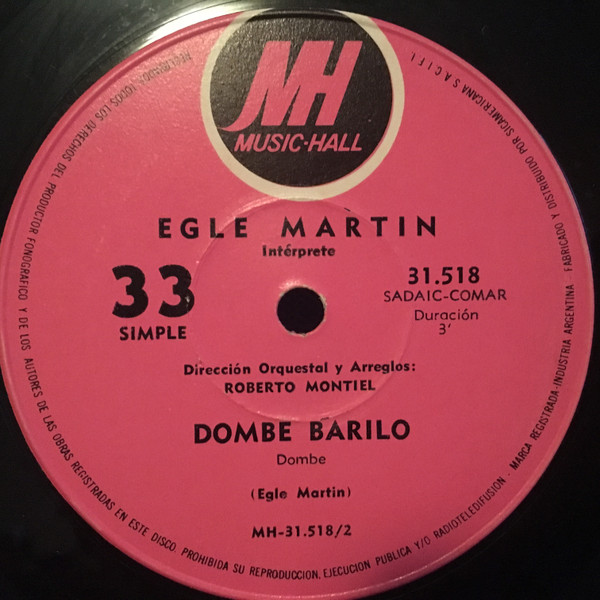 MH
MUSIC-HALL
EGLE MARTIN
Intérprete
33
SIMPLE
31.518
SADAIC-COMAR
Duración
3'
Dirección Orquestal y Arreglos:
ROBERTO MONTIEL
DOMBE BARILO
Dombe
(Egle Martin)
MH-31.518/2
RESERVADOS TODOS LOS DERECHOS DEL PRODUCTOR FONOGRAFICO Y DE LOS AUTORES DE LAS OBRAS REGISTRADAS EN ESTE DISCO. PROHIBIDA SU REPRODUCCION, EJECUCION PUBLICA Y/O RADIOTELEDIFUSION - MARCA REGISTRADA-INDUSTRIA ARGENTINA - FABRICADO Y DISTRIBUIDO POR SICAMERICANA S.A.C.I.F.I.